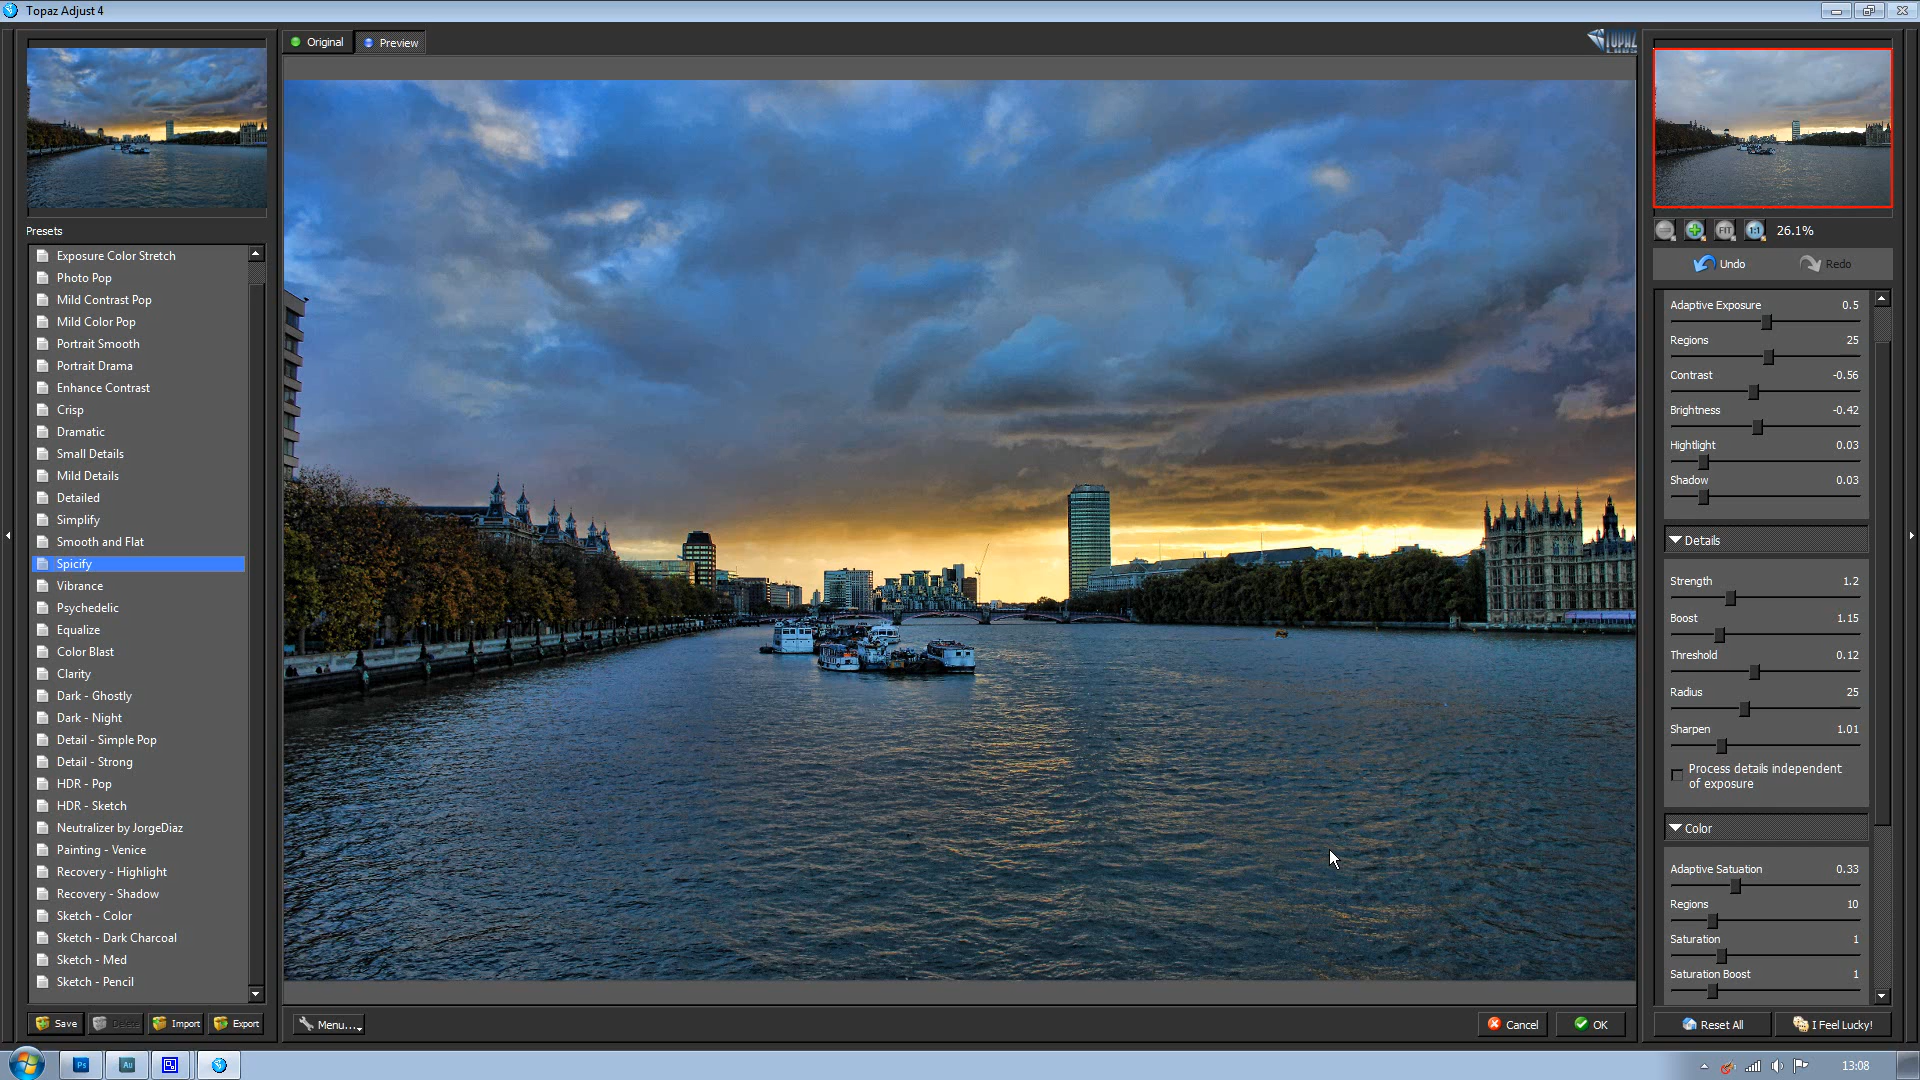 Topaz Adjust 4
Original
Preview
TOPAZ
Presets
Exposure Color Stretch
Photo Pop
Mild Contrast Pop
Mild Color Pop
Portrait Smooth
Portrait Drama
Enhance Contrast
Crisp
Dramatic
Small Details
Mild Details
Detailed
Simplify
Smooth and Flat
Spicify
Vibrance
Psychedelic
Equalize
Color Blast
Clarity
Dark - Ghostly
Dark - Night
Detail - Simple Pop
Detail - Strong
HDR - Pop
HDR - Sketch
Neutralizer by JorgeDiaz
Painting - Venice
Recovery - Highlight
Recovery - Shadow
Sketch - Color
Sketch - Dark Charcoal
Sketch - Med
Sketch - Pencil
Save
Delete
Import
Export
Menu...
Cancel
OK
FIT
1:1
26.1%
Undo
Redo
Adaptive Exposure 0.5
Regions 25
Contrast -0.56
Brightness -0.42
Hightlight 0.03
Shadow 0.03
Details
Strength 1.2
Boost 1.15
Threshold 0.12
Radius 25
Sharpen 1.01
Process details independent
of exposure
Color
Adaptive Satuation 0.33
Regions 10
Saturation 1
Saturation Boost 1
Reset All
I Feel Lucky!
Ps
Au
13:08